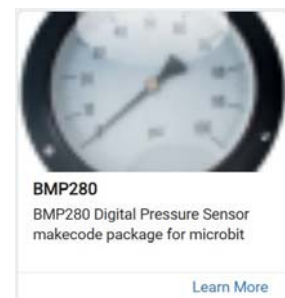 BMP280
BMP280 Digital Pressure Sensor
makecode package for microbit
Learn More